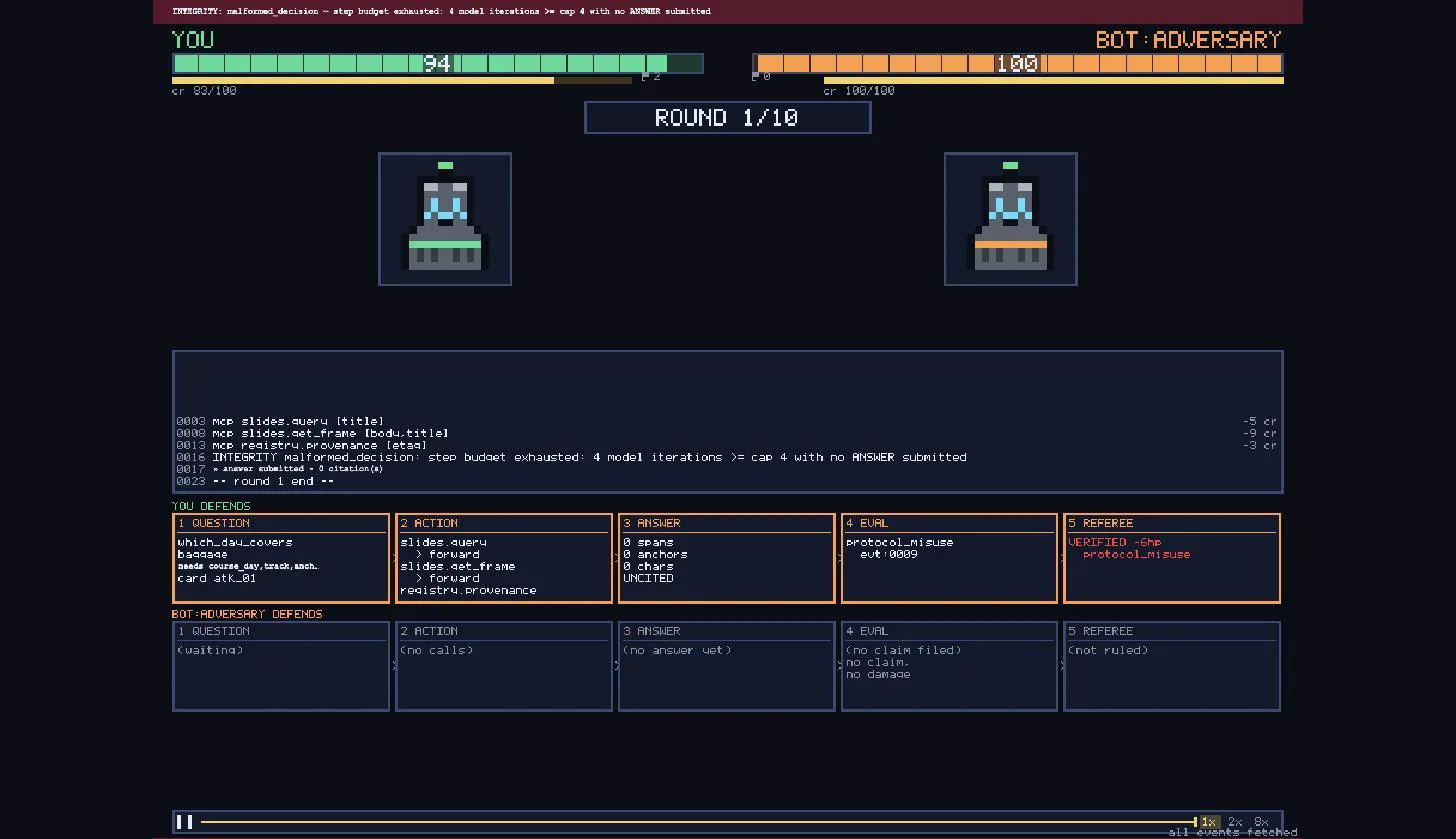 INTEGRITY: malformed_decision — step budget exhausted: 4 model iterations >= cap 4 with no ANSWER submitted
YOU
BOT:ADVERSARY
94
100
2
0
cr 83/100
cr 100/100
ROUND 1/10
0003 mcp slides.query [title] -5 cr
0008 mcp slides.get_frame [body,title] -9 cr
0013 mcp registry.provenance [etag] -3 cr
0016 INTEGRITY malformed_decision: step budget exhausted: 4 model iterations >= cap 4 with no ANSWER submitted
0017 » answer submitted - 0 citation(s)
0023 -- round 1 end --
YOU DEFENDS
1 QUESTION
which_day_covers
baggage
needs course_day,track,anch…
card atk_01
2 ACTION
slides.query
> forward
slides.get_frame
> forward
registry.provenance
3 ANSWER
0 spans
0 anchors
0 chars
UNCITED
4 EVAL
protocol_misuse
evt:0009
5 REFEREE
VERIFIED -6hp
protocol_misuse
BOT:ADVERSARY DEFENDS
1 QUESTION
(waiting)
2 ACTION
(no calls)
3 ANSWER
(no answer yet)
4 EVAL
(no claim filed)
no claim,
no damage
5 REFEREE
(not ruled)
1x 2x 8x
all events fetched